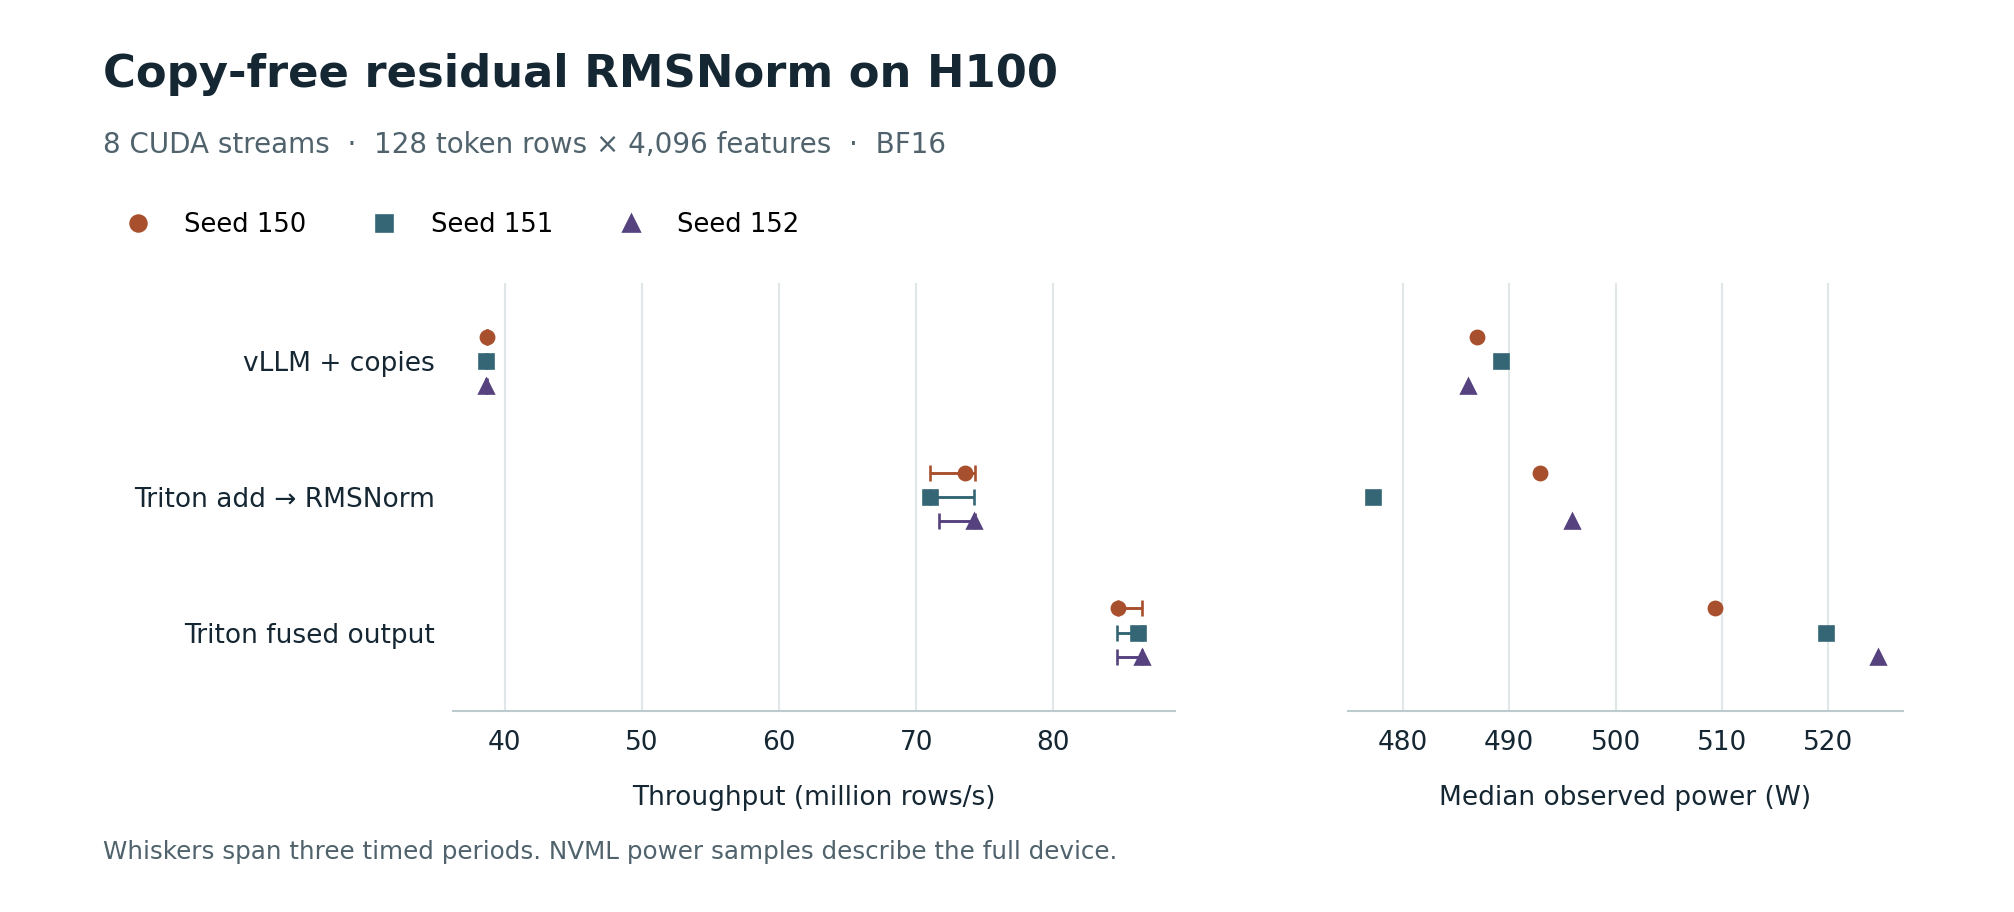 Copy-free residual RMSNorm on H100
8 CUDA streams · 128 token rows × 4,096 features · BF16
Seed 150 Seed 151 Seed 152
vLLM + copies
Triton add → RMSNorm
Triton fused output
40 50 60 70 80
Throughput (million rows/s)
480 490 500 510 520
Median observed power (W)
Whiskers span three timed periods. NVML power samples describe the full device.